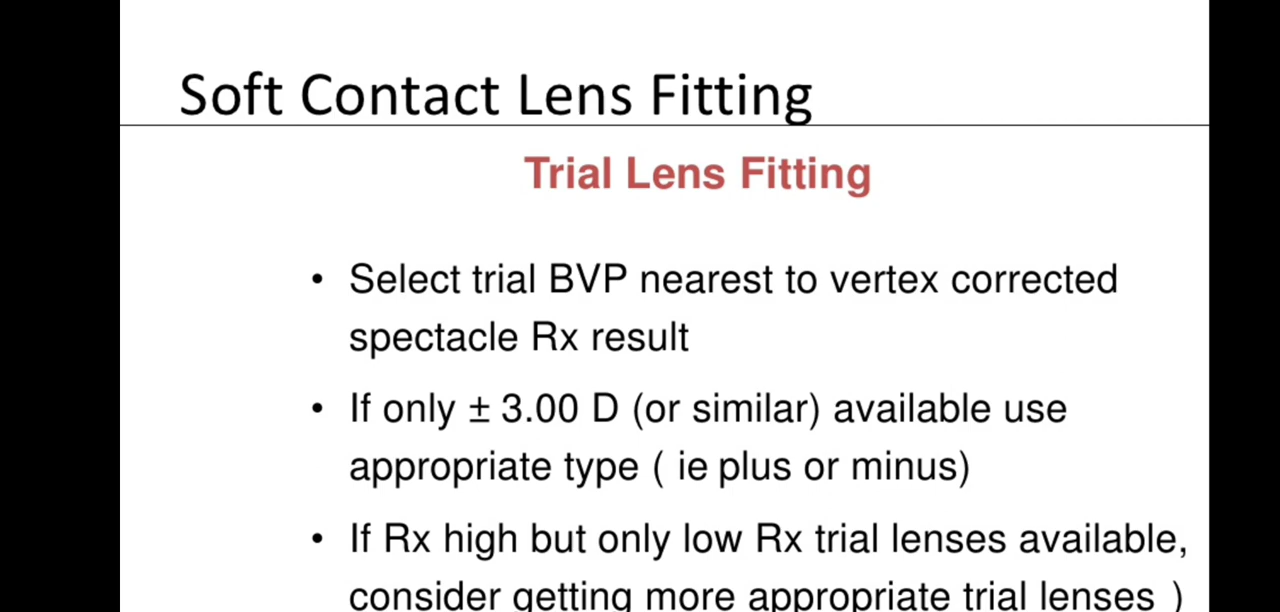 Soft Contact Lens Fitting
Trial Lens Fitting
• Select trial BVP nearest to vertex corrected
spectacle Rx result
• If only ± 3.00 D (or similar) available use
appropriate type ( ie plus or minus)
• If Rx high but only low Rx trial lenses available,
consider getting more appropriate trial lenses )